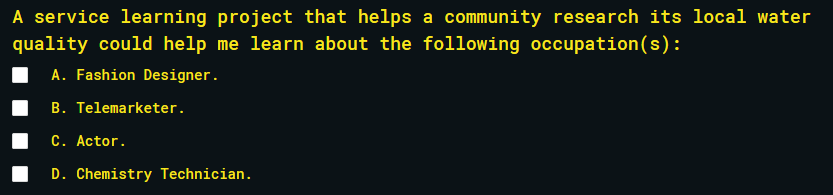 A service learning project that helps a community research its local water
quality could help me learn about the following occupation(s):
A. Fashion Designer.
B. Telemarketer.
C. Actor.
D. Chemistry Technician.